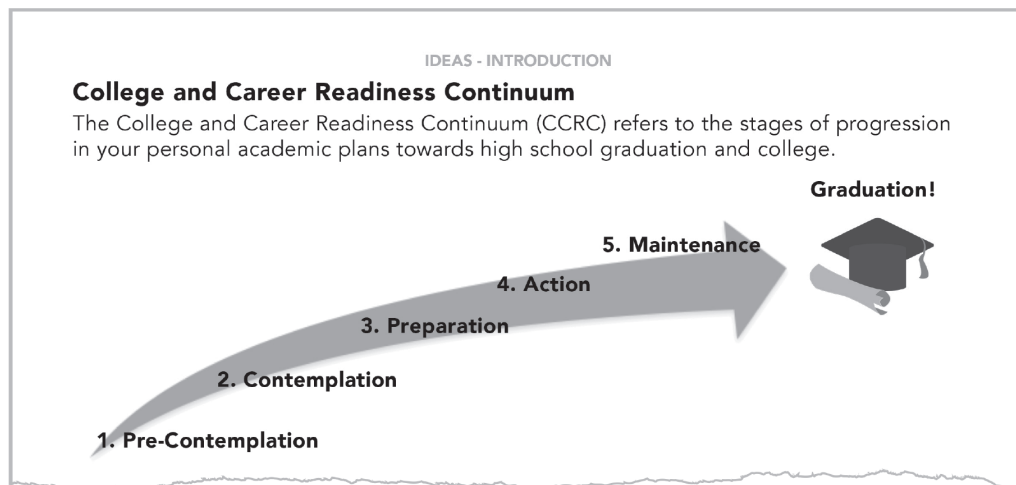 IDEAS - INTRODUCTION
College and Career Readiness Continuum
The College and Career Readiness Continuum (CCRC) refers to the stages of progression
in your personal academic plans towards high school graduation and college.
Graduation!
5. Maintenance
4. Action
3. Preparation
2. Contemplation
1. Pre-Contemplation